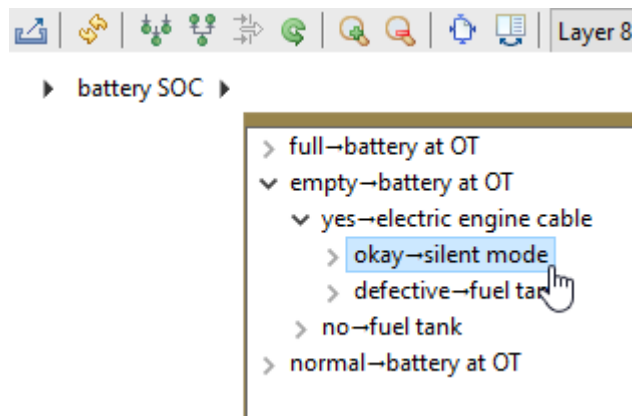 Layer 8
battery SOC
full→battery at OT
empty→battery at OT
yes→electric engine cable
okay→silent mode
defective→fuel
no→fuel tank
normal→battery at OT